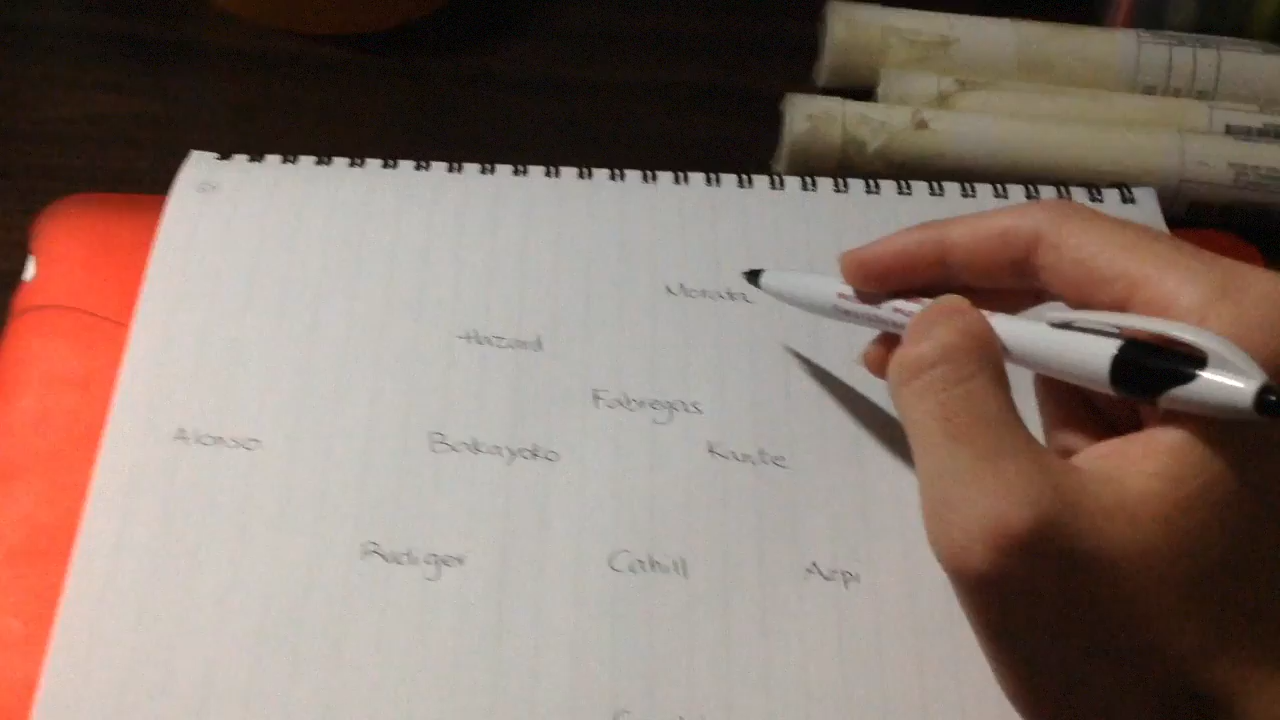 Morata
Hazard
Fabregas
Alonso Bakayoko Kante
Rudiger Cahill Azpi